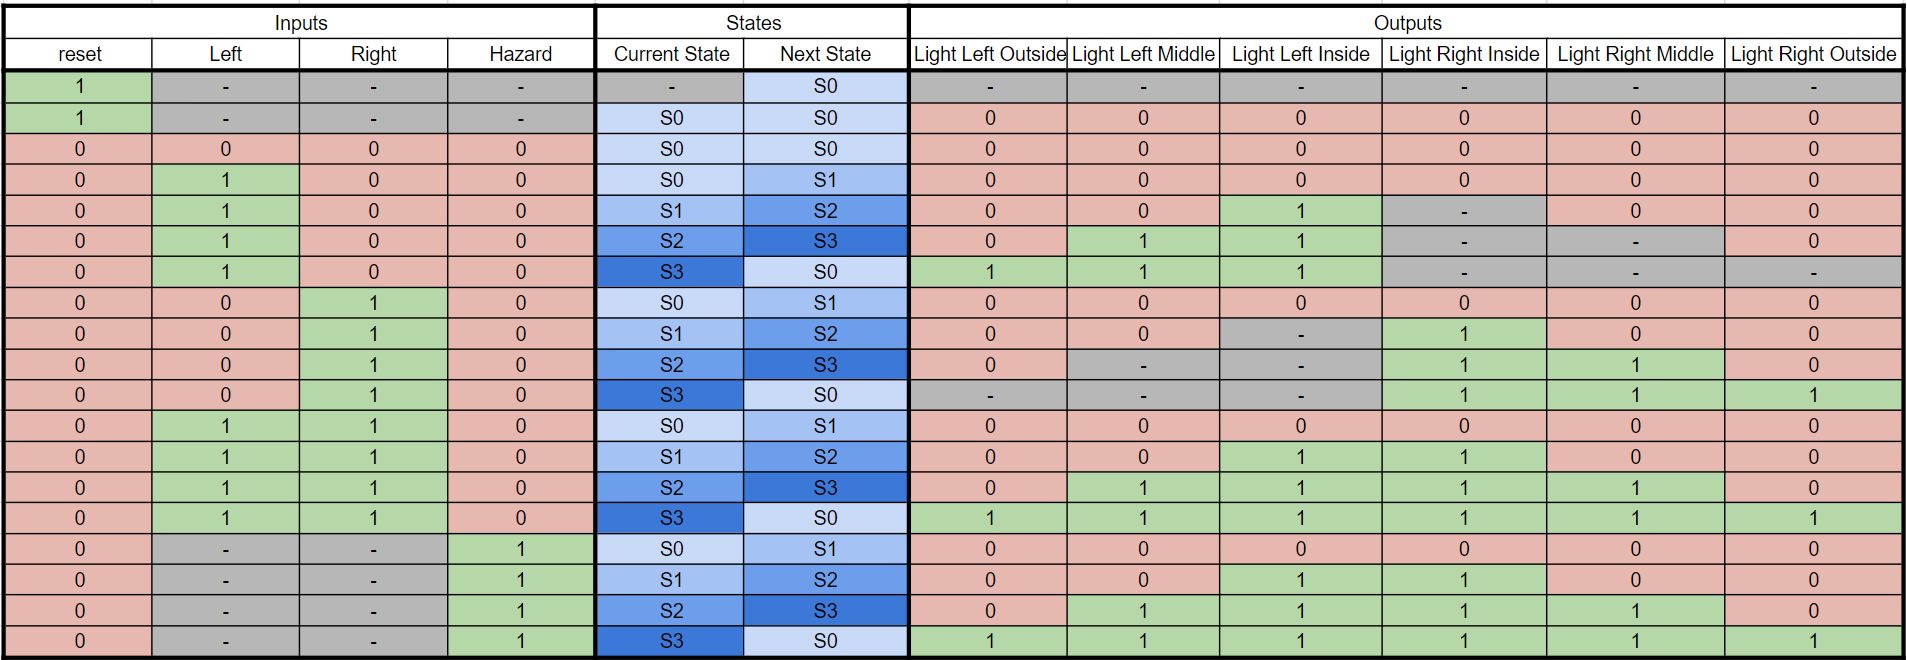 Inputs States Outputs
reset Left Right Hazard Current State Next State Light Left Outside Light Left Middle Light Left Inside Light Right Inside Light Right Middle Light Right Outside
1 - - - - S0 - - - - - -
1 - - - S0 S0 0 0 0 0 0 0
0 0 0 0 S0 S0 0 0 0 0 0 0
0 1 0 0 S0 S1 0 0 0 0 0 0
0 1 0 0 S1 S2 0 0 1 - 0 0
0 1 0 0 S2 S3 0 1 1 - - 0
0 1 0 0 S3 S0 1 1 1 - - -
0 0 1 0 S0 S1 0 0 0 0 0 0
0 0 1 0 S1 S2 0 0 - 1 0 0
0 0 1 0 S2 S3 0 - - 1 1 0
0 0 1 0 S3 S0 - - - 1 1 1
0 1 1 0 S0 S1 0 0 0 0 0 0
0 1 1 0 S1 S2 0 0 1 1 0 0
0 1 1 0 S2 S3 0 1 1 1 1 0
0 1 1 0 S3 S0 1 1 1 1 1 1
0 - - 1 S0 S1 0 0 0 0 0 0
0 - - 1 S1 S2 0 0 1 1 0 0
0 - - 1 S2 S3 0 1 1 1 1 0
0 - - 1 S3 S0 1 1 1 1 1 1